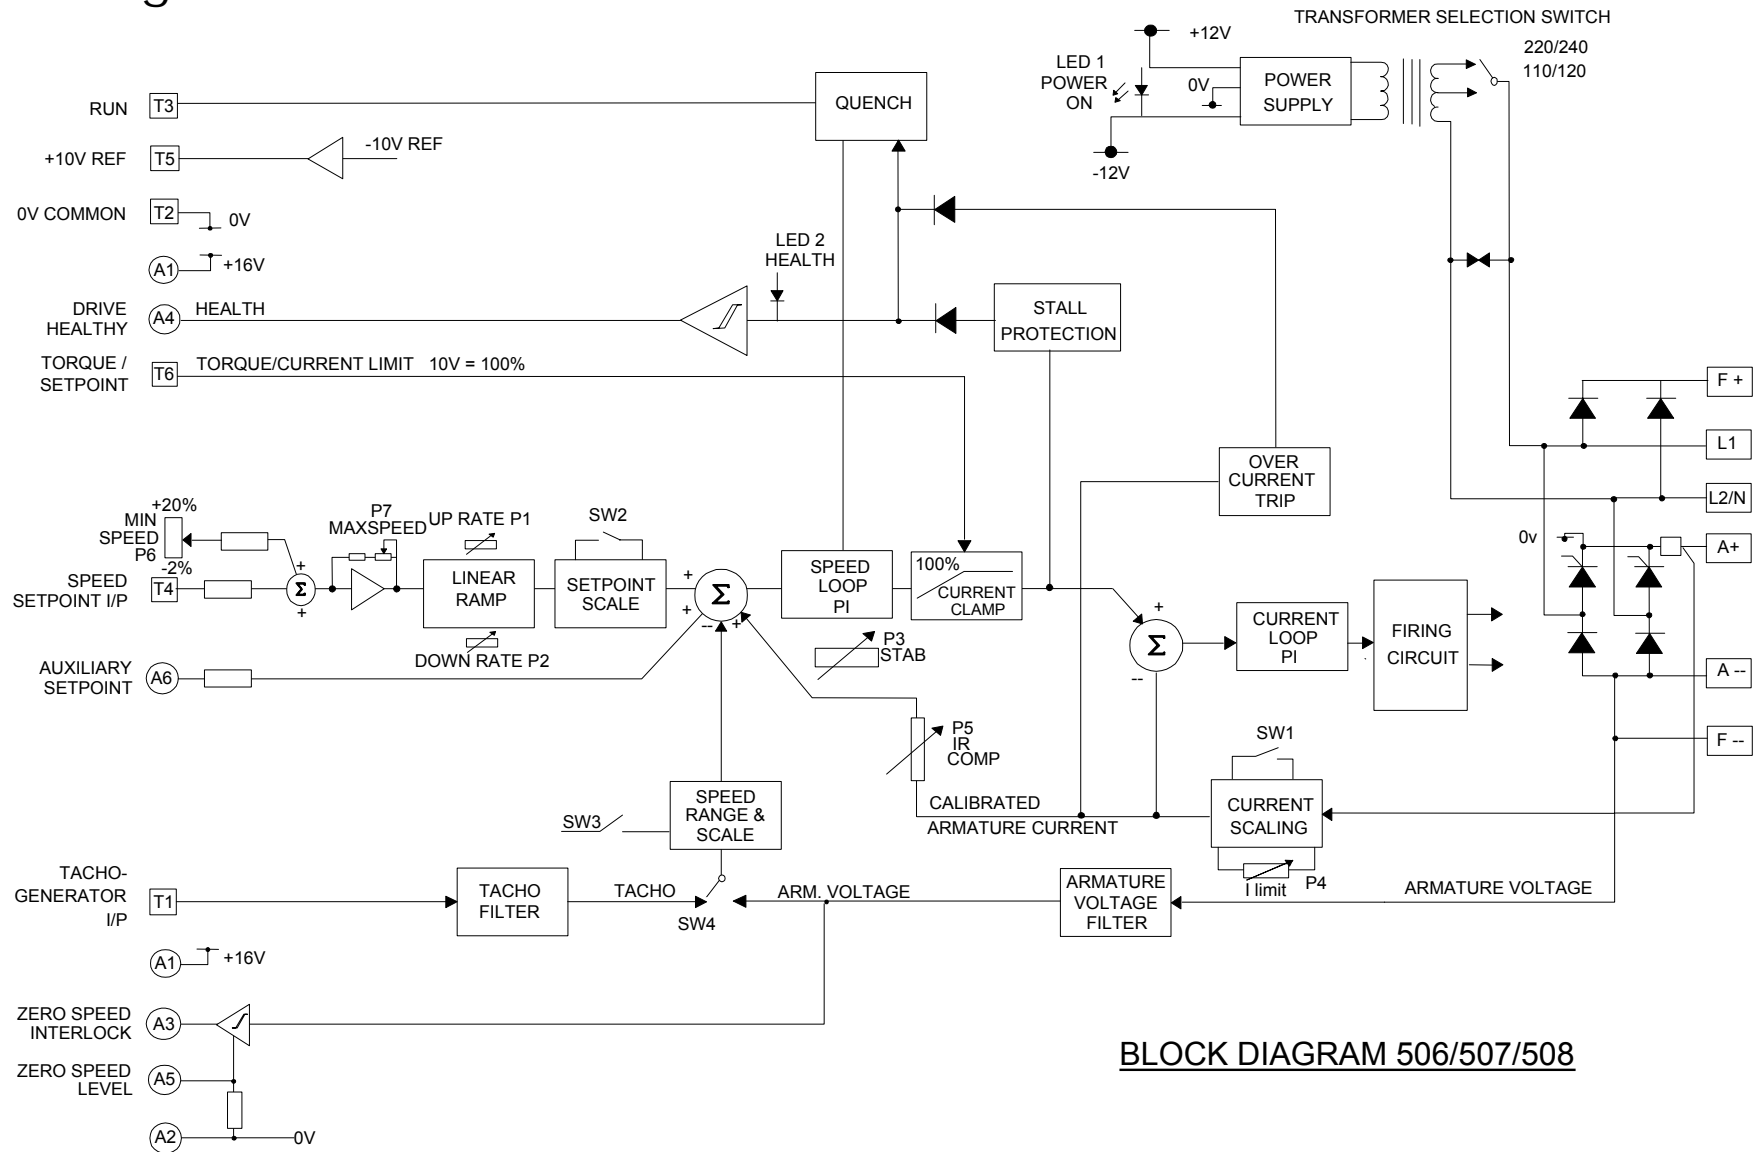 TRANSFORMER SELECTION SWITCH
220/240
110/120
+12V
LED 1
POWER
ON
0V
-12V
POWER
SUPPLY
RUN
T3
QUENCH
+10V REF
T5
-10V REF
0V COMMON
T2
0V
A1
+16V
LED 2
HEALTH
DRIVE
HEALTHY
A4
HEALTH
STALL
PROTECTION
TORQUE /
SETPOINT
T6
TORQUE/CURRENT LIMIT 10V = 100%
F +
L1
L2/N
A+
A --
F --
0v
OVER
CURRENT
TRIP
+20%
MIN
SPEED
P6
-2%
SPEED
SETPOINT I/P
T4
+
Σ
+
P7
MAXSPEED
UP RATE P1
LINEAR
RAMP
DOWN RATE P2
SW2
SETPOINT
SCALE
+
+
Σ
--
+
SPEED
LOOP
PI
P3
STAB
100%
CURRENT
CLAMP
+
Σ
--
CURRENT
LOOP
PI
FIRING
CIRCUIT
AUXILIARY
SETPOINT
A6
P5
IR
COMP
SW1
CURRENT
SCALING
I limit
P4
CALIBRATED
ARMATURE CURRENT
SW3
SPEED
RANGE &
SCALE
TACHO-
GENERATOR
I/P
T1
TACHO
FILTER
TACHO
SW4
ARM. VOLTAGE
ARMATURE
VOLTAGE
FILTER
ARMATURE VOLTAGE
A1
+16V
ZERO SPEED
INTERLOCK
A3
ZERO SPEED
LEVEL
A5
A2
0V
BLOCK DIAGRAM 506/507/508